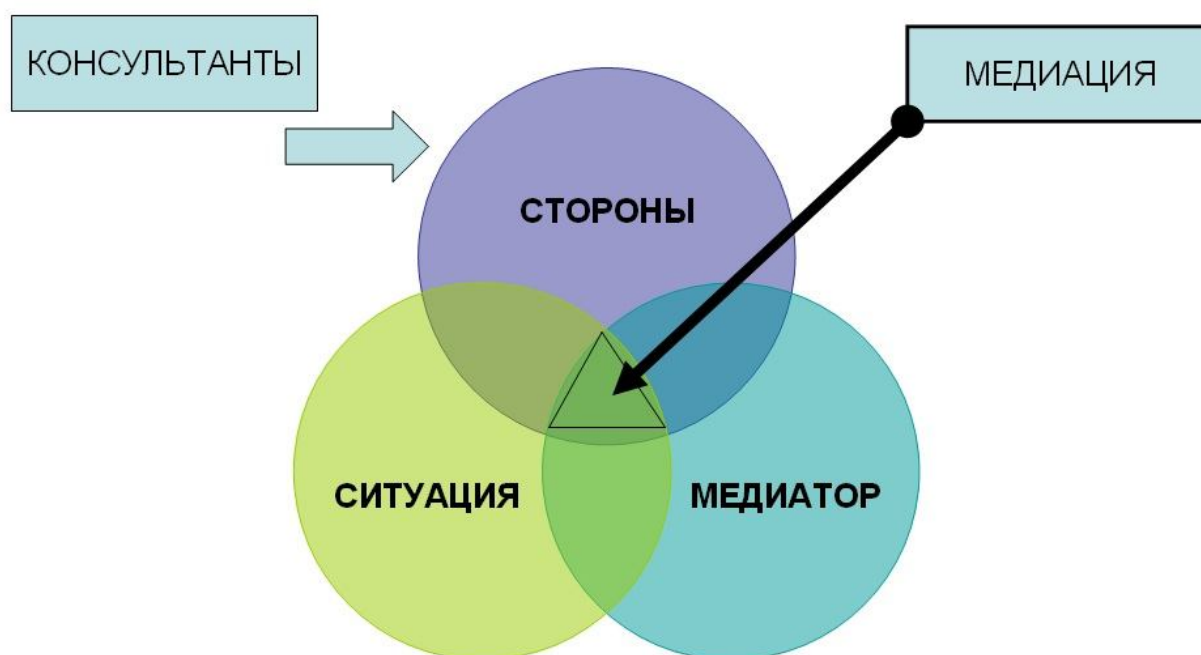 КОНСУЛЬТАНТЫ
МЕДИАЦИЯ
СТОРОНЫ
СИТУАЦИЯ
МЕДИАТОР